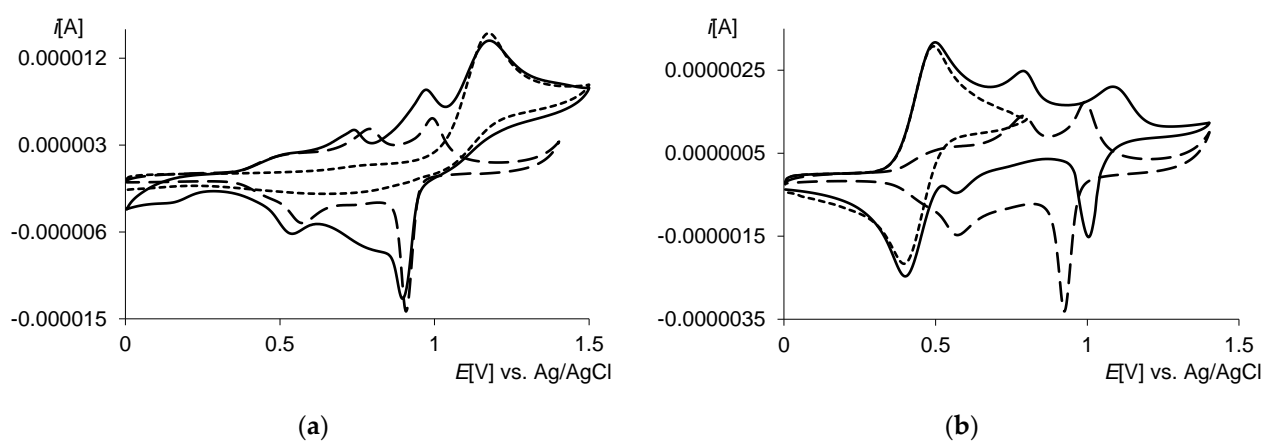 i[A]
0.000012
0.000003
-0.000006
-0.000015
0
0.5
1
1.5
E[V] vs. Ag/AgCl
(a)
i[A]
0.0000025
0.0000005
-0.0000015
-0.0000035
0
0.5
1
1.5
E[V] vs. Ag/AgCl
(b)